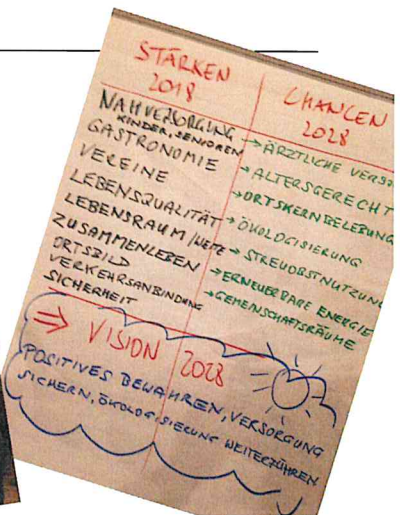 STÄRKEN
2018
NAHVERSORGUNG
KINDER, SENIOREN
GASTRONOMIE
VEREINE
LEBENSQUALITÄT
LEBENSRAUM /
ZUSAMMENLEBEN
ORTSBILD
VERKEHRSANBINDUNG
SICHERHEIT
CHANCEN
2028
→ ÄRZTLICHE VERSO
→ ALTERSGERECHT
→ ORTSKERNBELEBUNG
→ ÖKOLOGISIERUNG
→ STREUOBSTNUTZUNG
→ ERNEUERBARE ENERGIE
→ GEMEINSCHAFTSRÄUME
⇒ VISION 2028
POSITIVES BEWAHREN, VERSORGUNG
SICHERN, ÖKOLOGISIERUNG WEITERFÜHREN